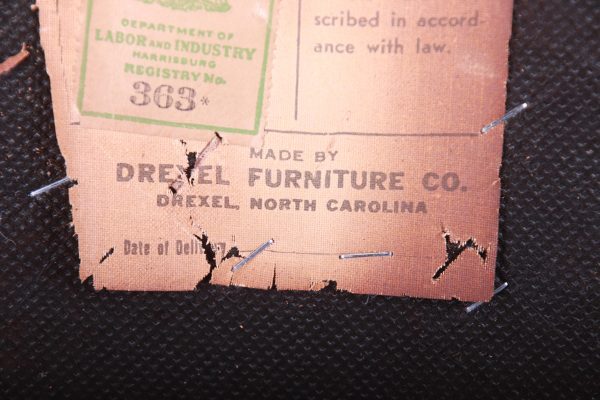 DEPARTMENT OF
LABOR AND INDUSTRY
HARRISBURG
REGISTRY No.
363*
scribed in accord-
ance with law.
MADE BY
DREXEL FURNITURE CO.
DREXEL, NORTH CAROLINA
Date of Delivery